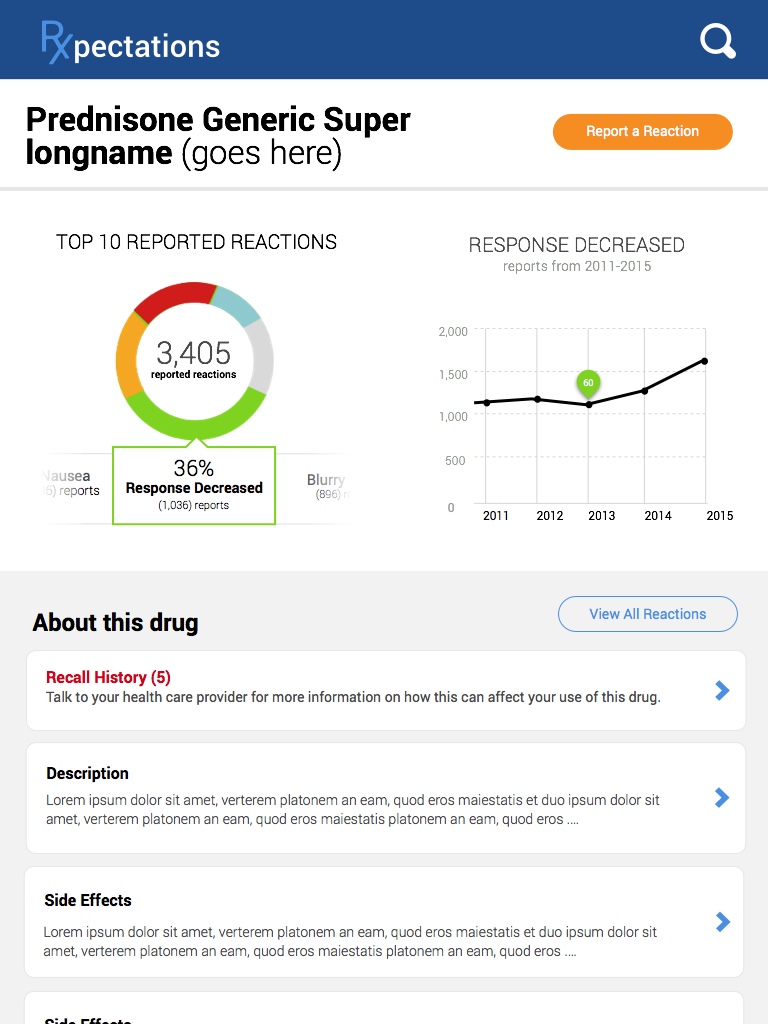 Rxpectations
Prednisone Generic Super
longname (goes here)
Report a Reaction
TOP 10 REPORTED REACTIONS
3,405
reported reactions
Nausea
6) reports
36%
Response Decreased
(1,036) reports
Blurry
(896)
RESPONSE DECREASED
reports from 2011-2015
2,000
1,500
1,000
500
0
60
2011 2012 2013 2014 2015
About this drug
View All Reactions
Recall History (5)
Talk to your health care provider for more information on how this can affect your use of this drug.
Description
Lorem ipsum dolor sit amet, verterem platonem an eam, quod eros maiestatis et duo ipsum dolor sit
amet, verterem platonem an eam, quod eros maiestatis platonem an eam, quod eros ....
Side Effects
Lorem ipsum dolor sit amet, verterem platonem an eam, quod eros maiestatis et duo ipsum dolor sit
amet, verterem platonem an eam, quod eros maiestatis platonem an eam, quod eros ....
Side Effects